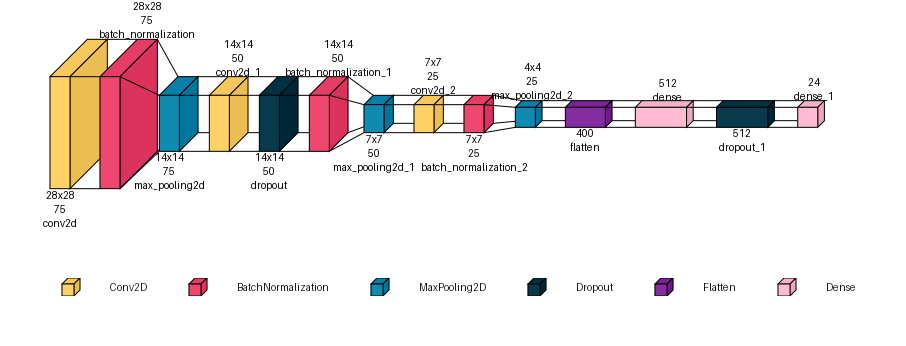 28x28
75
batch_normalization
14x14
50
conv2d_1
14x14
50
batch_normalization_1
7x7
25
conv2d_2
4x4
25
max_pooling2d_2
512
dense
24
dense_1
28x28
75
conv2d
14x14
75
max_pooling2d
14x14
50
dropout
7x7
50
max_pooling2d_1
7x7
25
batch_normalization_2
400
flatten
512
dropout_1
Conv2D
BatchNormalization
MaxPooling2D
Dropout
Flatten
Dense